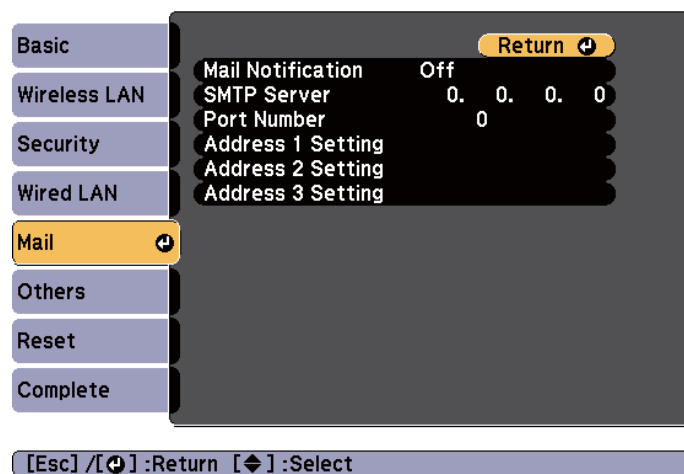 Basic
Wireless LAN
Security
Wired LAN
Mail
Others
Reset
Complete
Return
Mail Notification Off
SMTP Server 0. 0. 0. 0
Port Number 0
Address 1 Setting
Address 2 Setting
Address 3 Setting
[Esc] /[⏎] :Return [◆] :Select